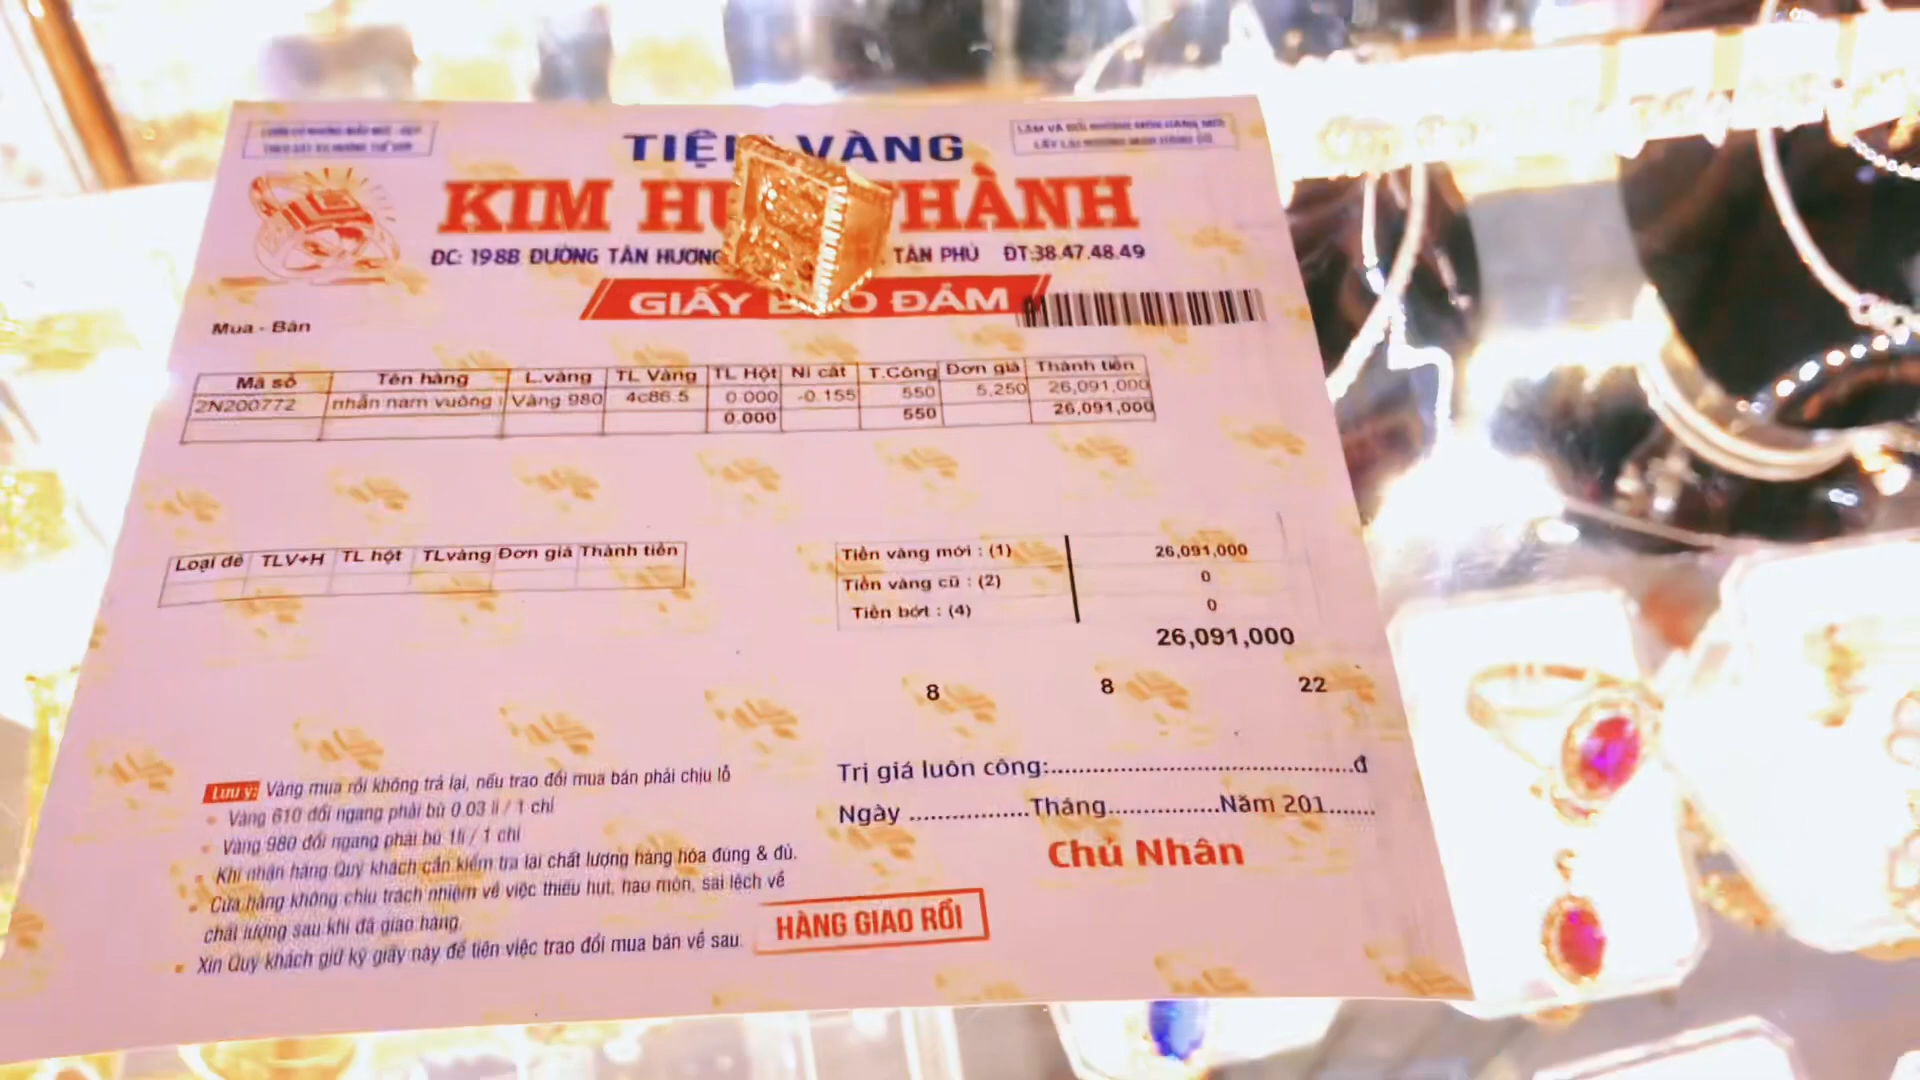 TIỆ VÀNG
KIM HU THÀNH
ĐC: 198B ĐƯỜNG TÂN HƯƠNG TÂN PHÚ ĐT:38.47.48.49
GIẤY BẢO ĐẢM
Mua - Bán
Mã số Tên hàng L.vàng TL Vàng TL Hột Ni cắt T.Công Đơn giá Thành tiền
2N200772 nhẫn nam vuông Vàng 980 4c86.5 0.000 -0.155 550 5,250 26,091,000
0.000 550 26,091,000
Loại dẻ TLV+H TL hột TLvàng Đơn giá Thành tiền
Tiền vàng mới : (1) 26,091,000
Tiền vàng cũ : (2) 0
Tiền bớt : (4) 0
26,091,000
8 8 22
Trị giá luôn công:..........đ
Ngày ..........Tháng..........Năm 201.......
Chủ Nhân
Lưu ý: Vàng mua rồi không trả lại, nếu trao đổi mua bán phải chịu lỗ
Vàng 610 đổi ngang phải bù 0.03 li / 1 chỉ
Vàng 980 đổi ngang phải bù 1li / 1 chỉ
Khi nhận hàng Quý khách cần kiểm tra lại chất lượng hàng hóa đúng & đủ.
Cửa hàng không chịu trách nhiệm về việc thiếu hụt, hao mòn, sai lệch về
chất lượng sau khi đã giao hàng.
Xin Quý khách giữ kỹ giấy này để tiện việc trao đổi mua bán về sau.
HÀNG GIAO RỒI